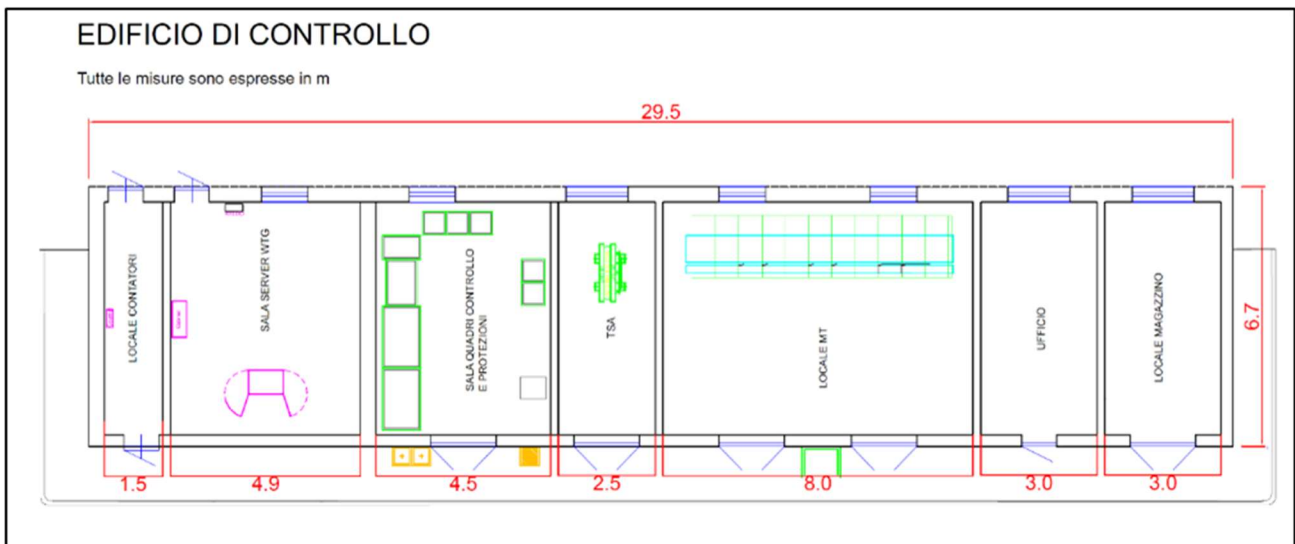 EDIFICIO DI CONTROLLO
Tutte le misure sono espresse in m
29.5
LOCALE CONTATORI
SALA SERVER WTG
SALA QUADRI CONTROLLO
E PROTEZIONI
TSA
LOCALE MT
UFFICIO
LOCALE MAGAZZINO
6.7
1.5
4.9
4.5
2.5
8.0
3.0
3.0